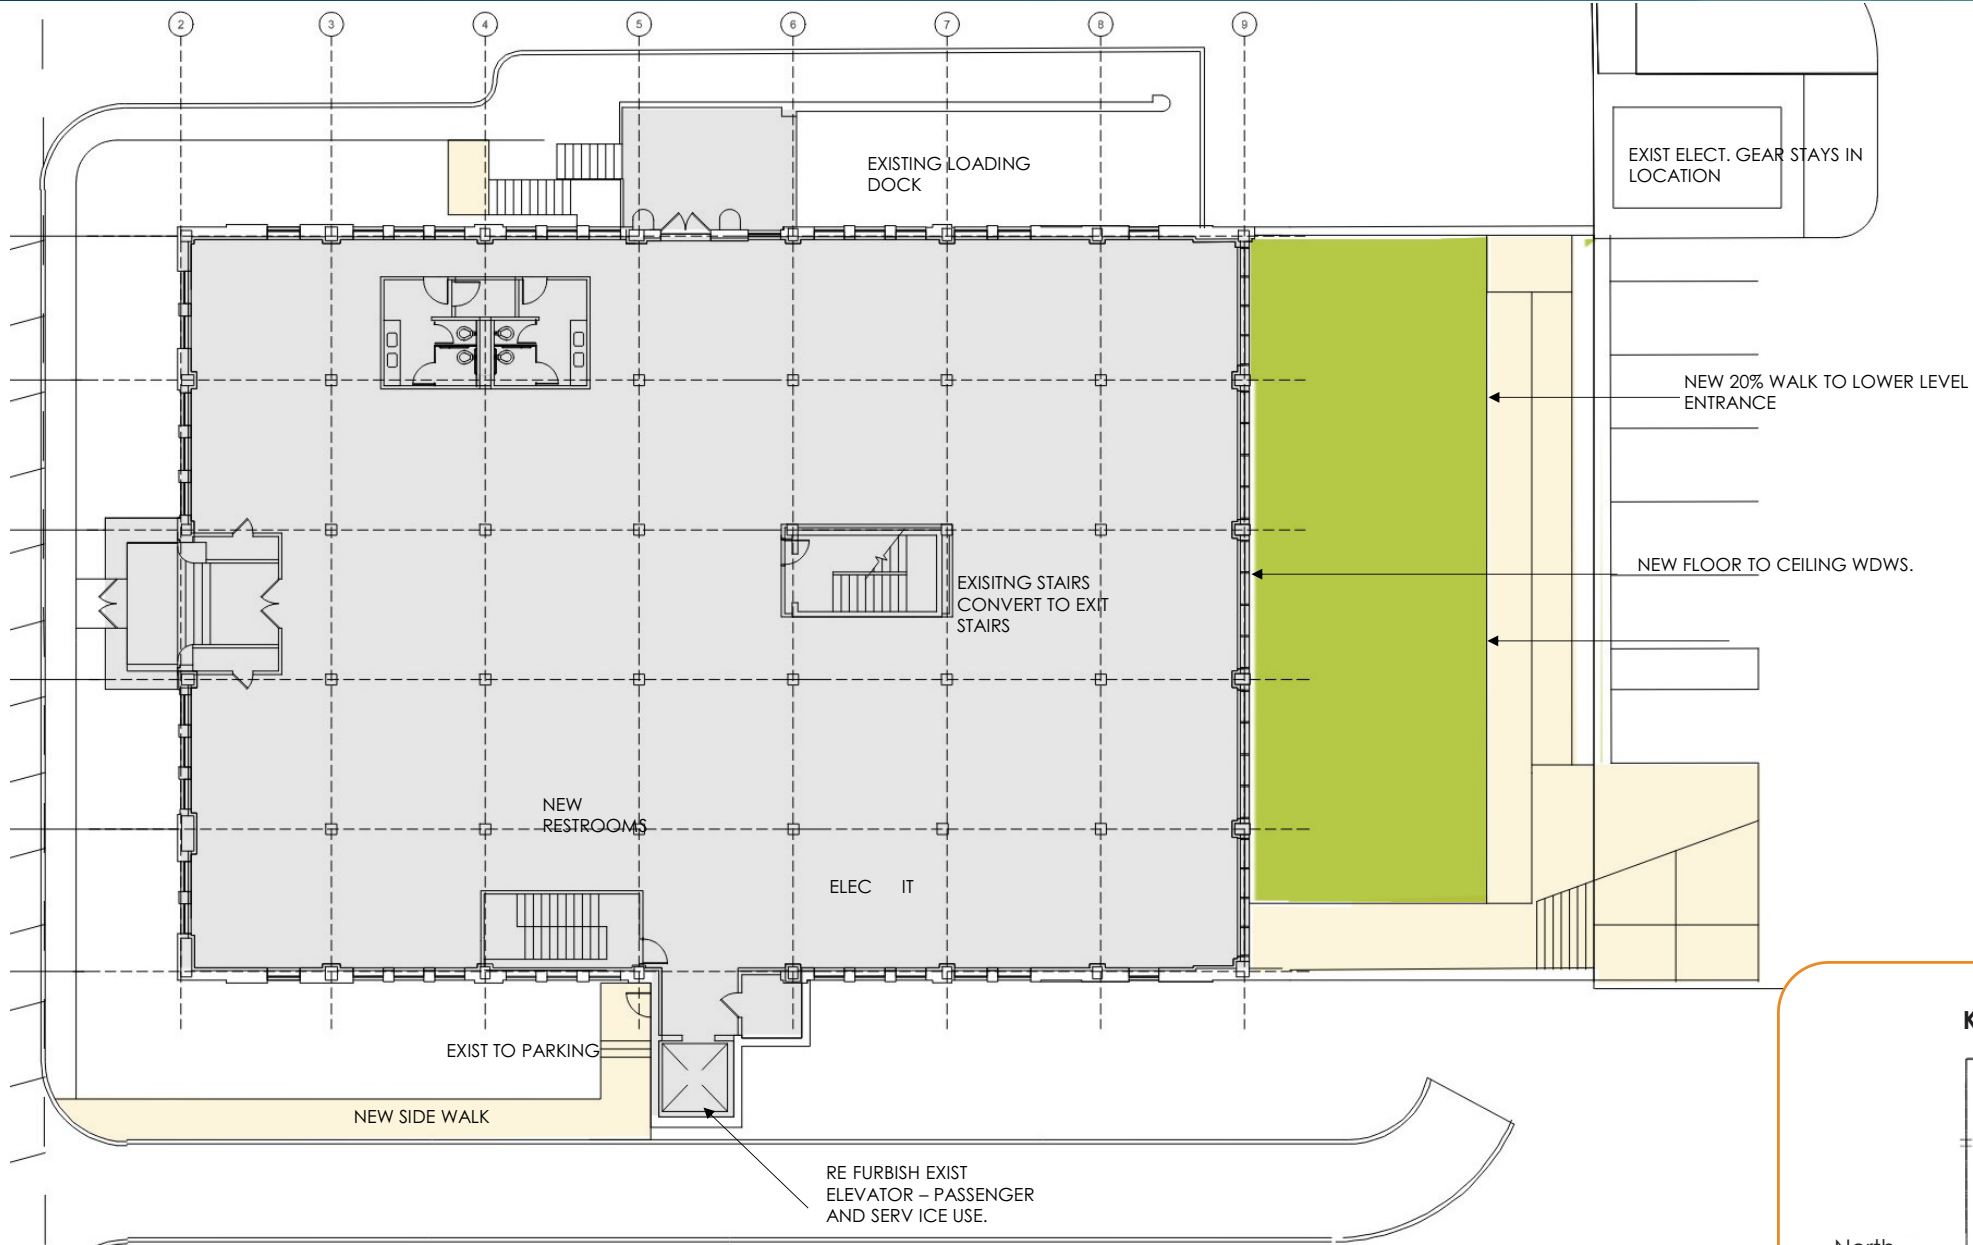 2 3 4 5 6 7 8 9
EXISTING LOADING
DOCK
EXIST ELECT. GEAR STAYS IN
LOCATION
NEW 20% WALK TO LOWER LEVEL
ENTRANCE
NEW FLOOR TO CEILING WDWS.
EXISITNG STAIRS
CONVERT TO EXIT
STAIRS
NEW
RESTROOMS
ELEC IT
EXIST TO PARKING
NEW SIDE WALK
RE FURBISH EXIST
ELEVATOR – PASSENGER
AND SERV ICE USE.
K
North